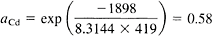 a_Cd = exp ( −1898 / 8.3144 × 419 ) = 0.58